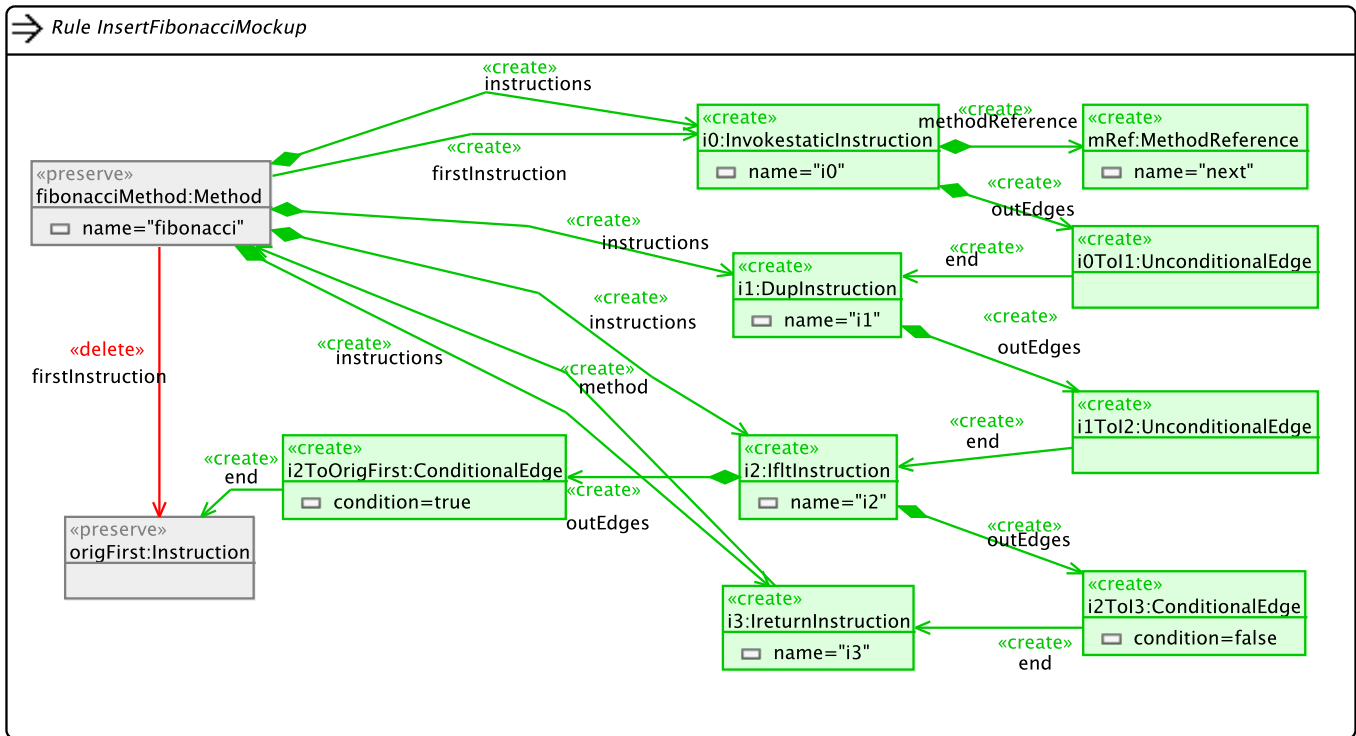 Rule InsertFibonacciMockup
«create»
instructions
«create»
firstInstruction
«preserve»
fibonacciMethod:Method
name="fibonacci"
«create»
i0:InvokestaticInstruction
name="i0"
«create»
methodReference
«create»
mRef:MethodReference
name="next"
«create»
outEdges
«create»
instructions
«create»
i1:DupInstruction
name="i1"
«create»
end
«create»
i0ToI1:UnconditionalEdge
«create»
instructions
«create»
outEdges
«delete»
firstInstruction
«create»
instructions
«create»
method
«create»
i1ToI2:UnconditionalEdge
«create»
end
«create»
end
«create»
i2ToOrigFirst:ConditionalEdge
condition=true
«create»
outEdges
«create»
i2:IfltInstruction
name="i2"
«preserve»
origFirst:Instruction
«create»
outEdges
«create»
i3:IreturnInstruction
name="i3"
«create»
end
«create»
i2ToI3:ConditionalEdge
condition=false